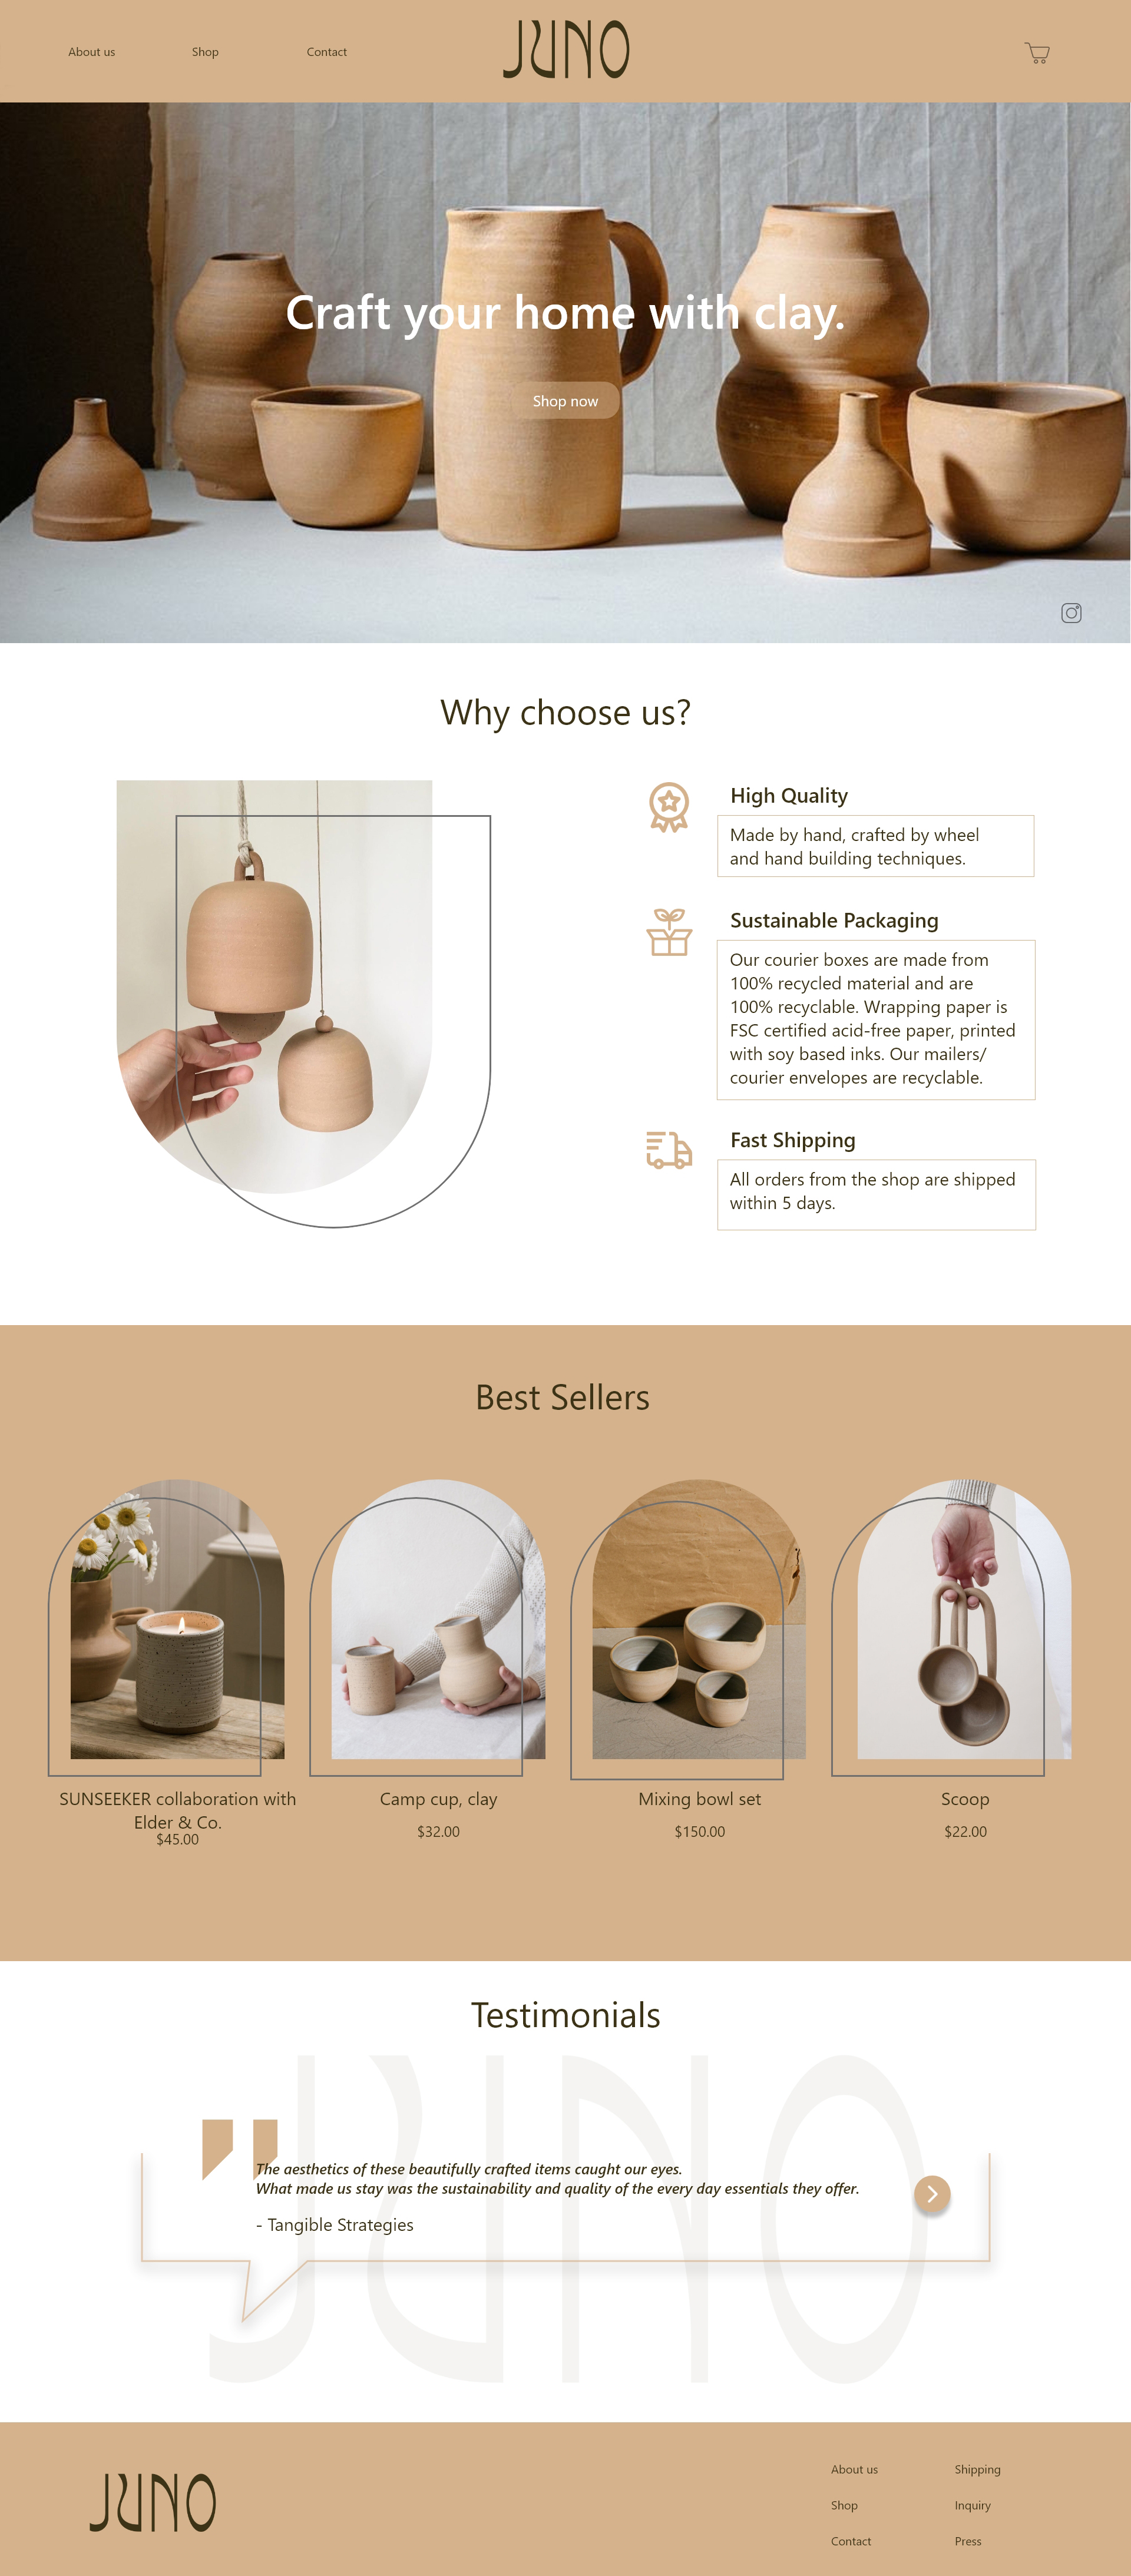 About us
Shop
Contact
JUNO
Craft your home with clay.
Shop now
Why choose us?
High Quality
Made by hand, crafted by wheel
and hand building techniques.
Sustainable Packaging
Our courier boxes are made from
100% recycled material and are
100% recyclable. Wrapping paper is
FSC certified acid-free paper, printed
with soy based inks. Our mailers/
courier envelopes are recyclable.
Fast Shipping
All orders from the shop are shipped
within 5 days.
Best Sellers
SUNSEEKER collaboration with
Elder & Co.
$45.00
Camp cup, clay
$32.00
Mixing bowl set
$150.00
Scoop
$22.00
Testimonials
JUNO
The aesthetics of these beautifully crafted items caught our eyes.
What made us stay was the sustainability and quality of the every day essentials they offer.
- Tangible Strategies
JUNO
About us
Shop
Contact
Shipping
Inquiry
Press